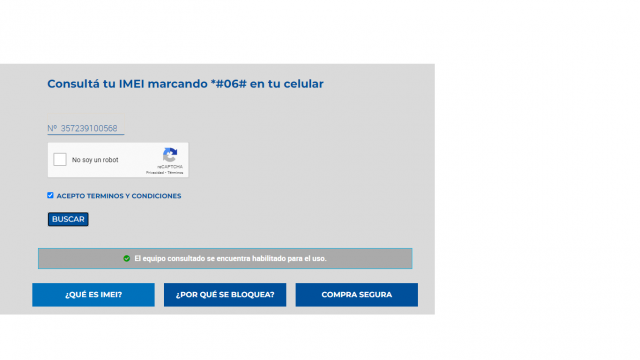 Consultá tu IMEI marcando *#06# en tu celular
Nº 357239100568
No soy un robot
reCAPTCHA
Privacidad - Términos
ACEPTO TERMINOS Y CONDICIONES
BUSCAR
El equipo consultado se encuentra habilitado para el uso.
¿QUÉ ES IMEI?
¿POR QUÉ SE BLOQUEA?
COMPRA SEGURA